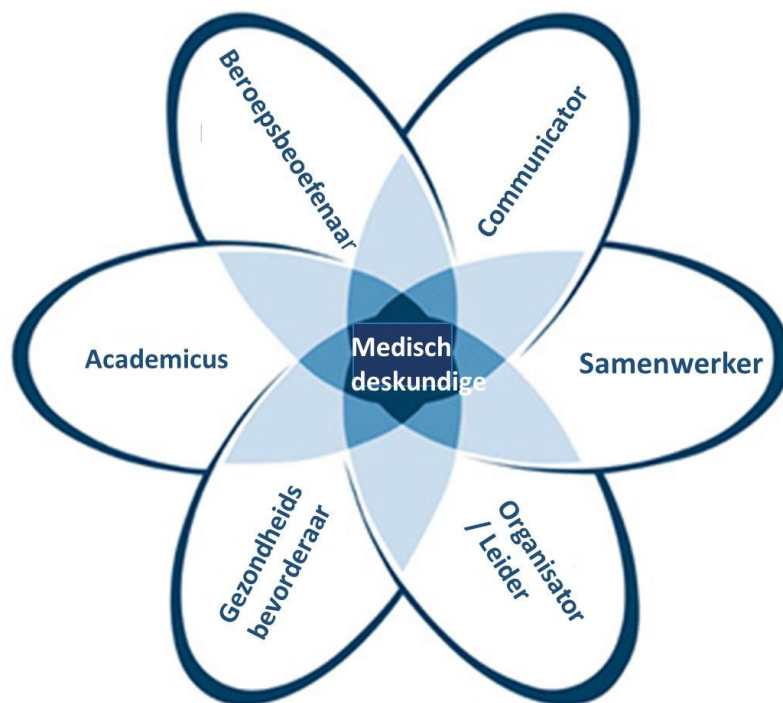 Beroepsbeoefenaar
Communicator
Academicus
Medisch
deskundige
Samenwerker
Gezondheids
bevorderaar
Organisator
/ Leider